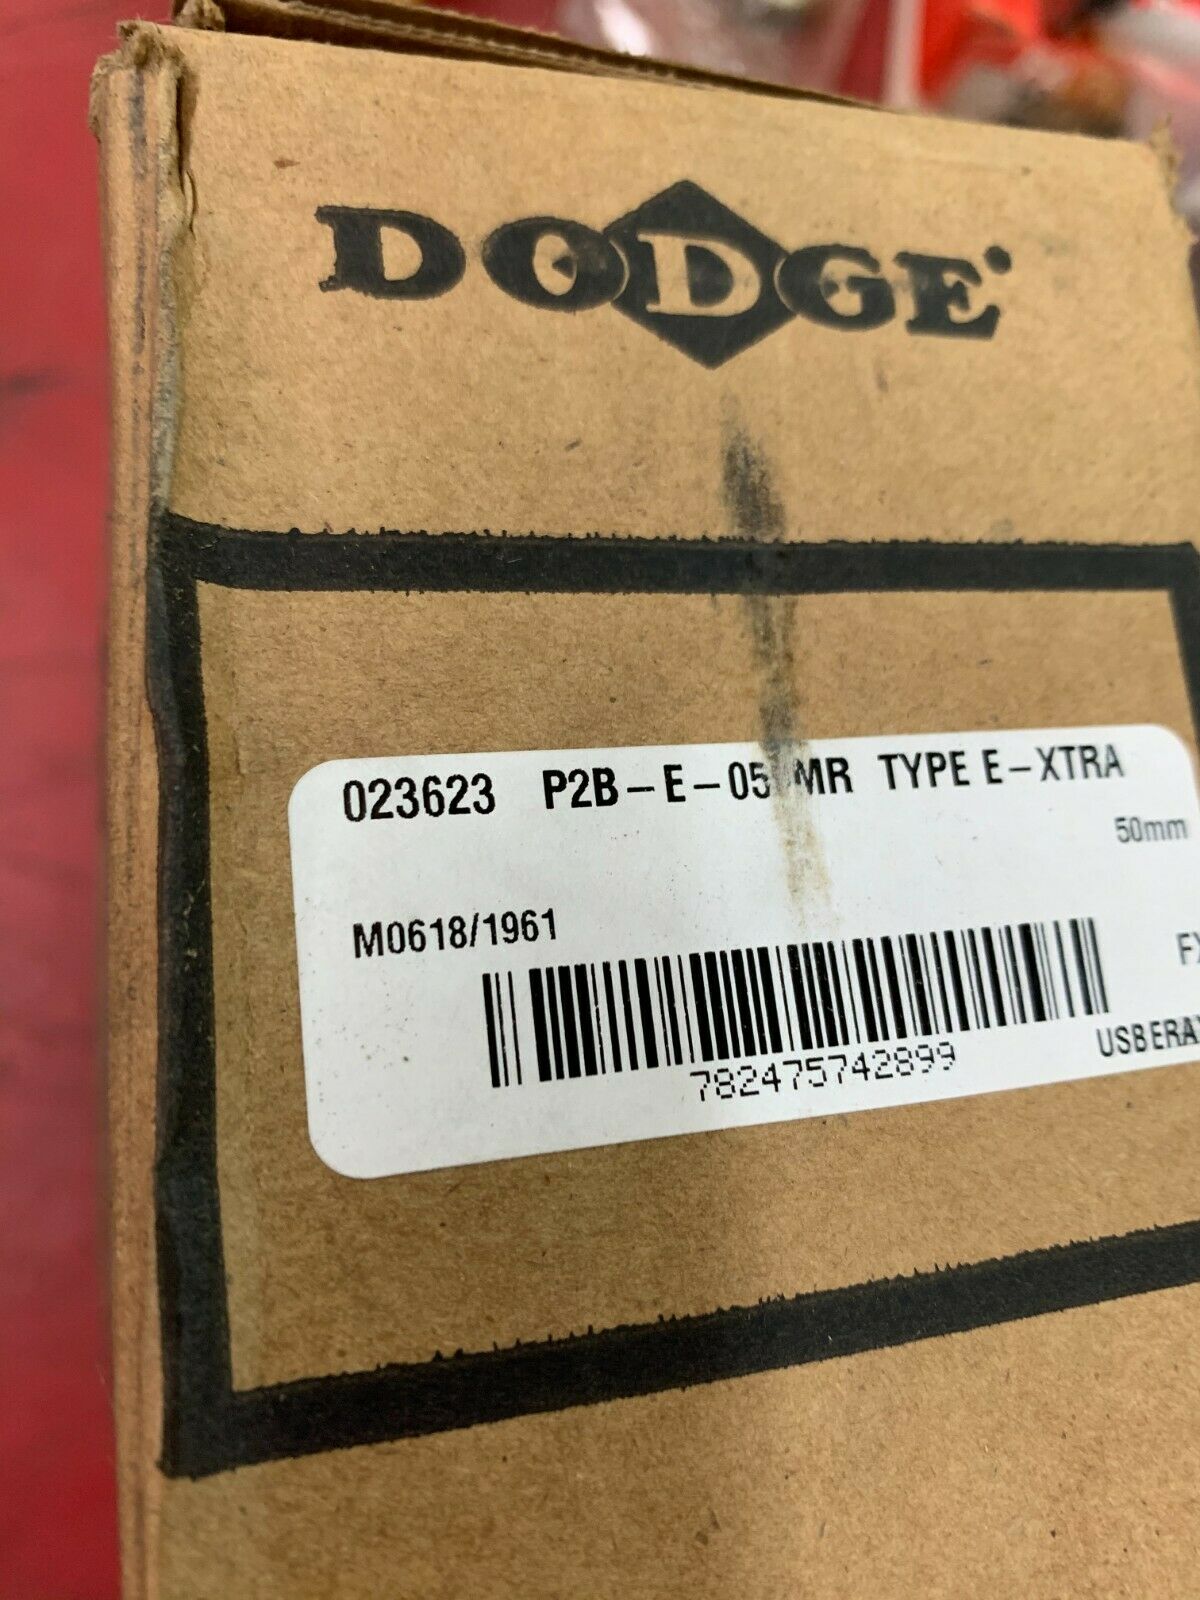 DODGE
023623 P2B-E-05 MR TYPE E-XTRA
50mm
M0618/1961
782475742899